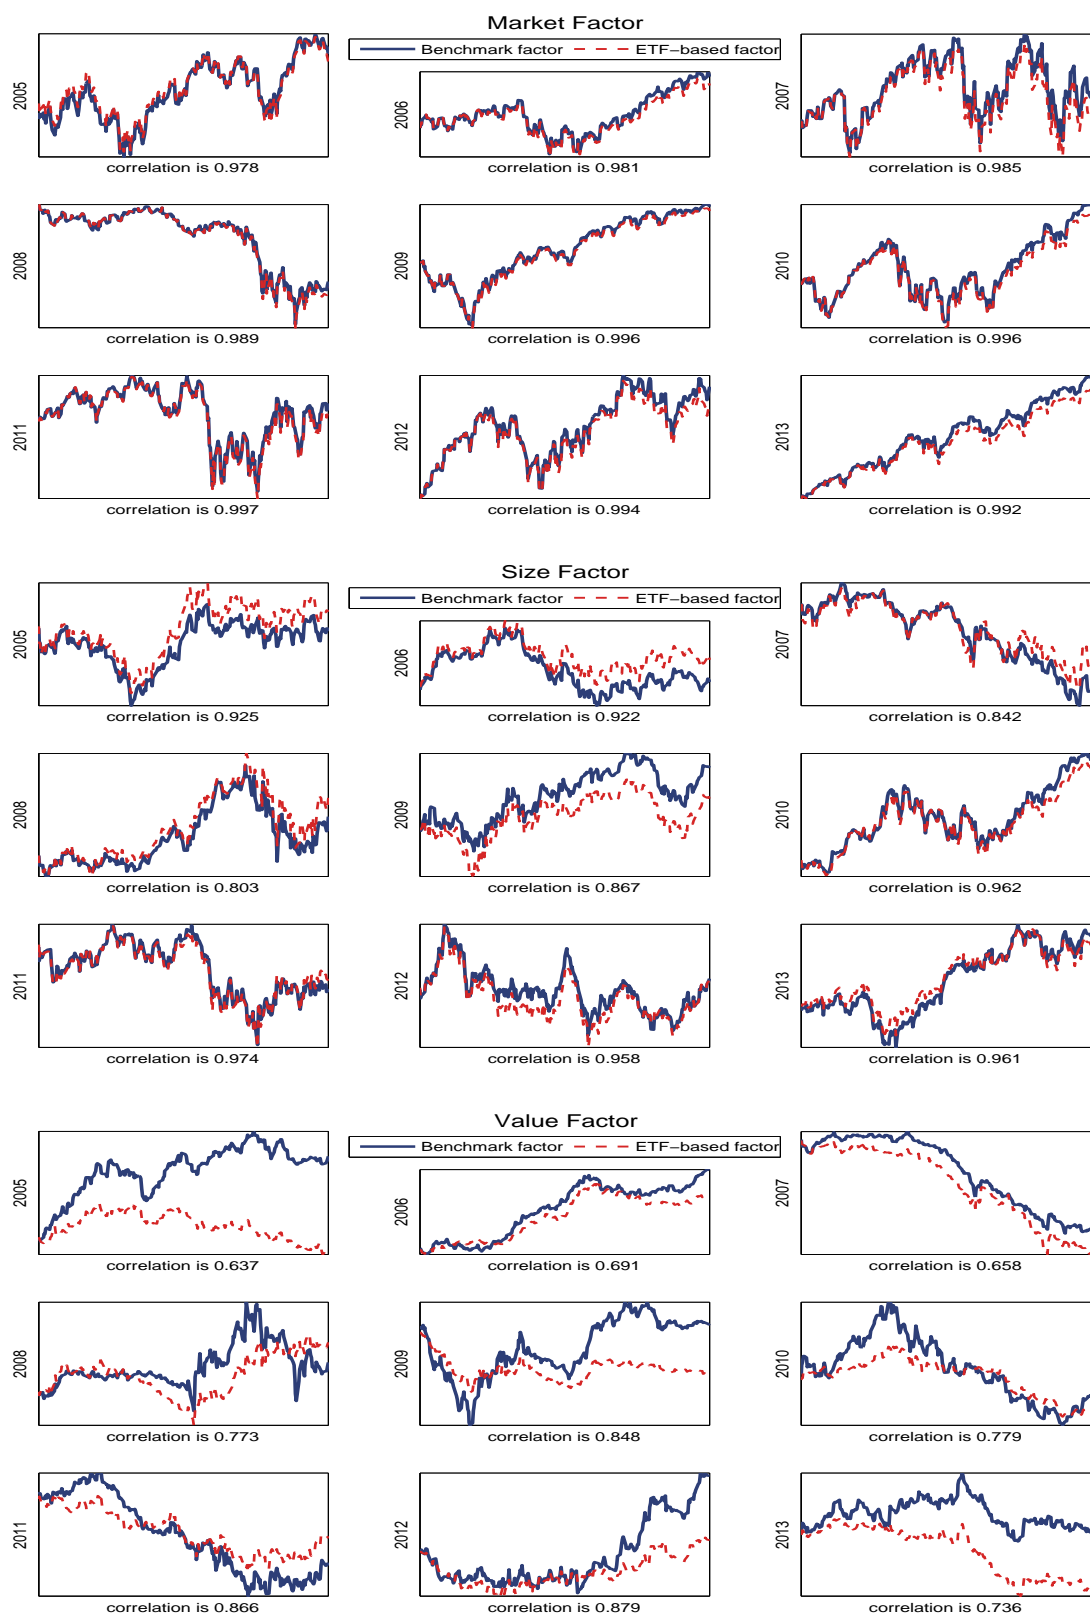 Market Factor
Benchmark factor ETF-based factor
2005
correlation is 0.978
2006
correlation is 0.981
2007
correlation is 0.985
2008
correlation is 0.989
2009
correlation is 0.996
2010
correlation is 0.996
2011
correlation is 0.997
2012
correlation is 0.994
2013
correlation is 0.992
Size Factor
Benchmark factor ETF-based factor
2005
correlation is 0.925
2006
correlation is 0.922
2007
correlation is 0.842
2008
correlation is 0.803
2009
correlation is 0.867
2010
correlation is 0.962
2011
correlation is 0.974
2012
correlation is 0.958
2013
correlation is 0.961
Value Factor
Benchmark factor ETF-based factor
2005
correlation is 0.637
2006
correlation is 0.691
2007
correlation is 0.658
2008
correlation is 0.773
2009
correlation is 0.848
2010
correlation is 0.779
2011
correlation is 0.866
2012
correlation is 0.879
2013
correlation is 0.736